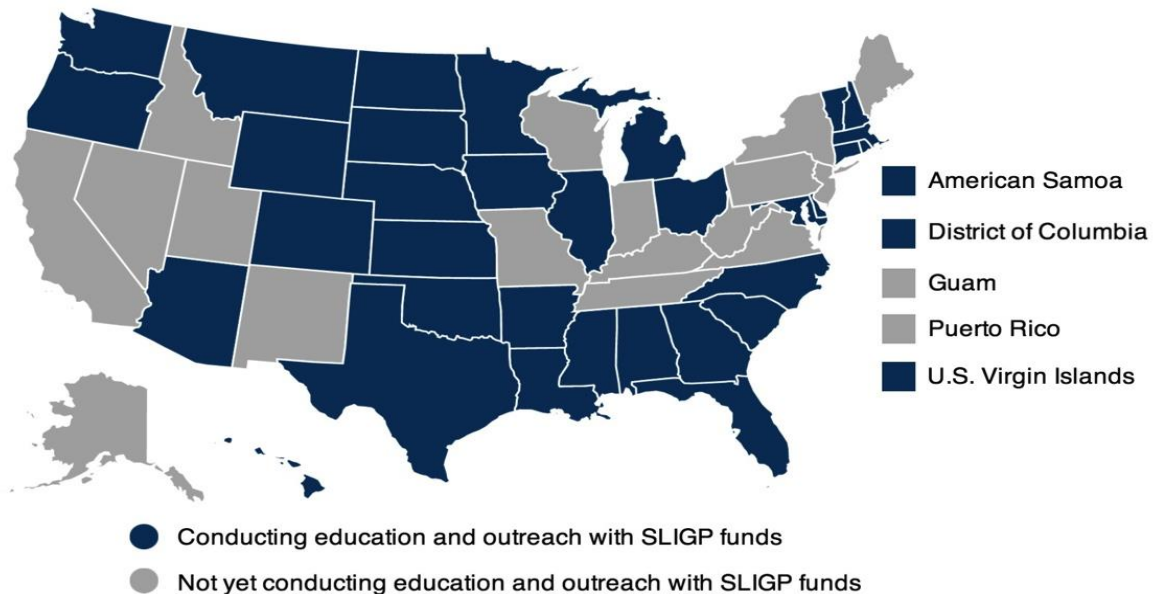 American Samoa
District of Columbia
Guam
Puerto Rico
U.S. Virgin Islands
Conducting education and outreach with SLIGP funds
Not yet conducting education and outreach with SLIGP funds